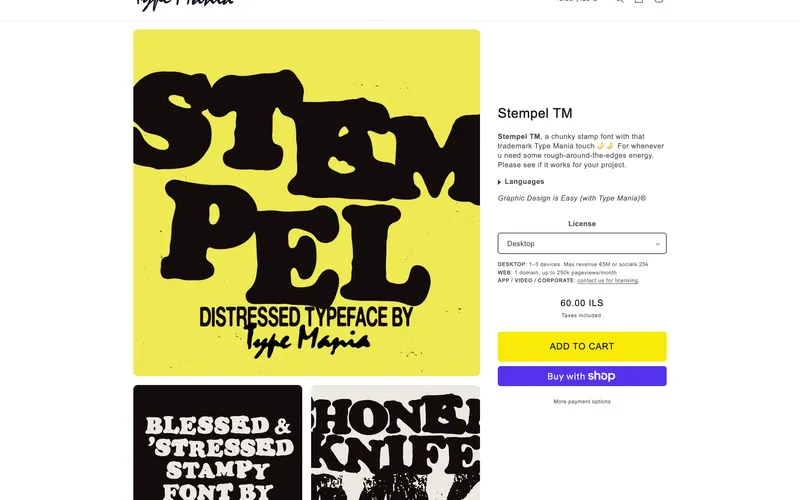 Type Mania
STEM
PEL
DISTRESSED TYPEFACE BY
Type Mania
BLESSED &
'STRESSED
STAMPY
FONT BY
HONEI
KNIFE
Stempel TM
Stempel TM, a chunky stamp font with that
trademark Type Mania touch 🤌🤌 For whenever
u need some rough-around-the-edges energy.
Please see if it works for your project.
Languages
Graphic Design is Easy (with Type Mania)®
License
Desktop
DESKTOP: 1–3 devices. Max revenue €5M or socials 25k
WEB: 1 domain, up to 250k pageviews/month
APP / VIDEO / CORPORATE: contact us for licensing
60.00 ILS
Taxes included.
ADD TO CART
Buy with shop
More payment options